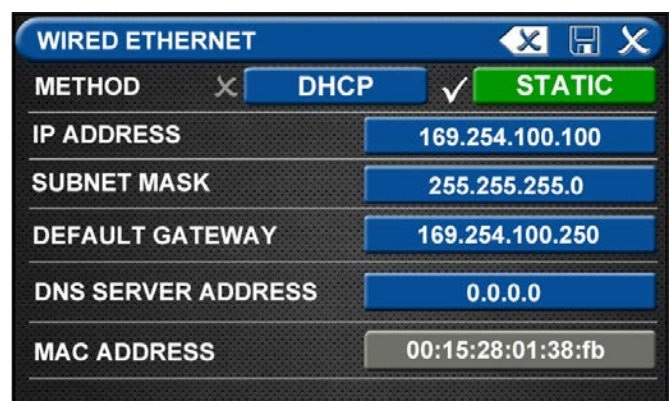 WIRED ETHERNET
METHOD DHCP STATIC
IP ADDRESS 169.254.100.100
SUBNET MASK 255.255.255.0
DEFAULT GATEWAY 169.254.100.250
DNS SERVER ADDRESS 0.0.0.0
MAC ADDRESS 00:15:28:01:38:fb